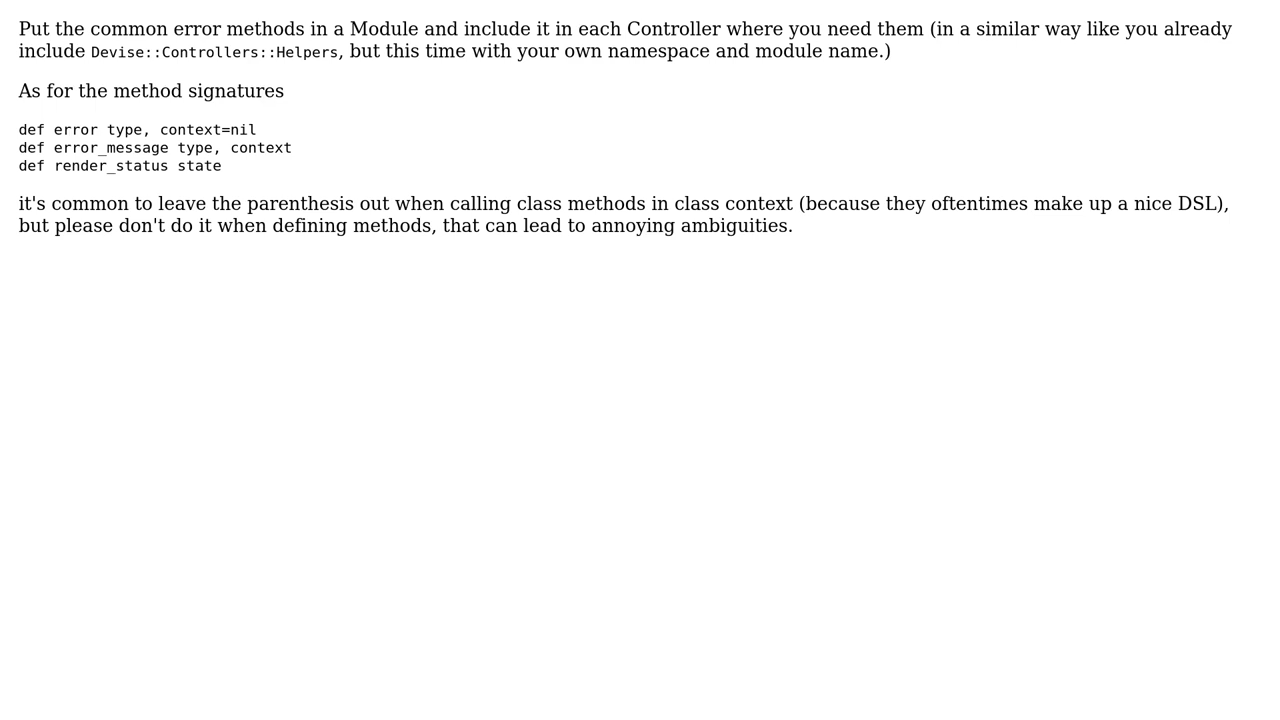 Put the common error methods in a Module and include it in each Controller where you need them (in a similar way like you already
include Devise::Controllers::Helpers, but this time with your own namespace and module name.)
As for the method signatures
def error type, context=nil
def error_message type, context
def render_status state
it's common to leave the parenthesis out when calling class methods in class context (because they oftentimes make up a nice DSL),
but please don't do it when defining methods, that can lead to annoying ambiguities.